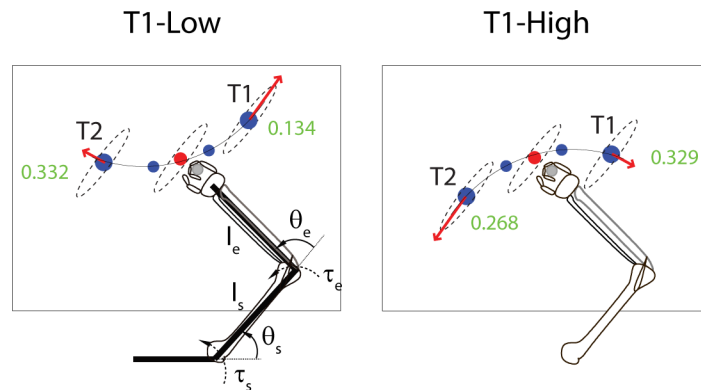 T1-Low
T1-High
T1
T2
0.134
0.332
T1
T2
0.329
0.268
θe
le
τe
ls
θs
τs